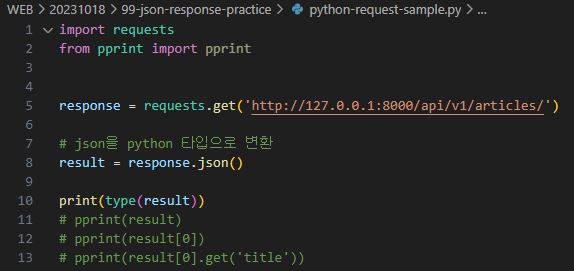 WEB > 20231018 > 99-json-response-practice > python-request-sample.py > ...
1 import requests
2 from pprint import pprint
3
4
5 response = requests.get('http://127.0.0.1:8000/api/v1/articles/')
6
7 # json을 python 타입으로 변환
8 result = response.json()
9
10 print(type(result))
11 # pprint(result)
12 # pprint(result[0])
13 # pprint(result[0].get('title'))